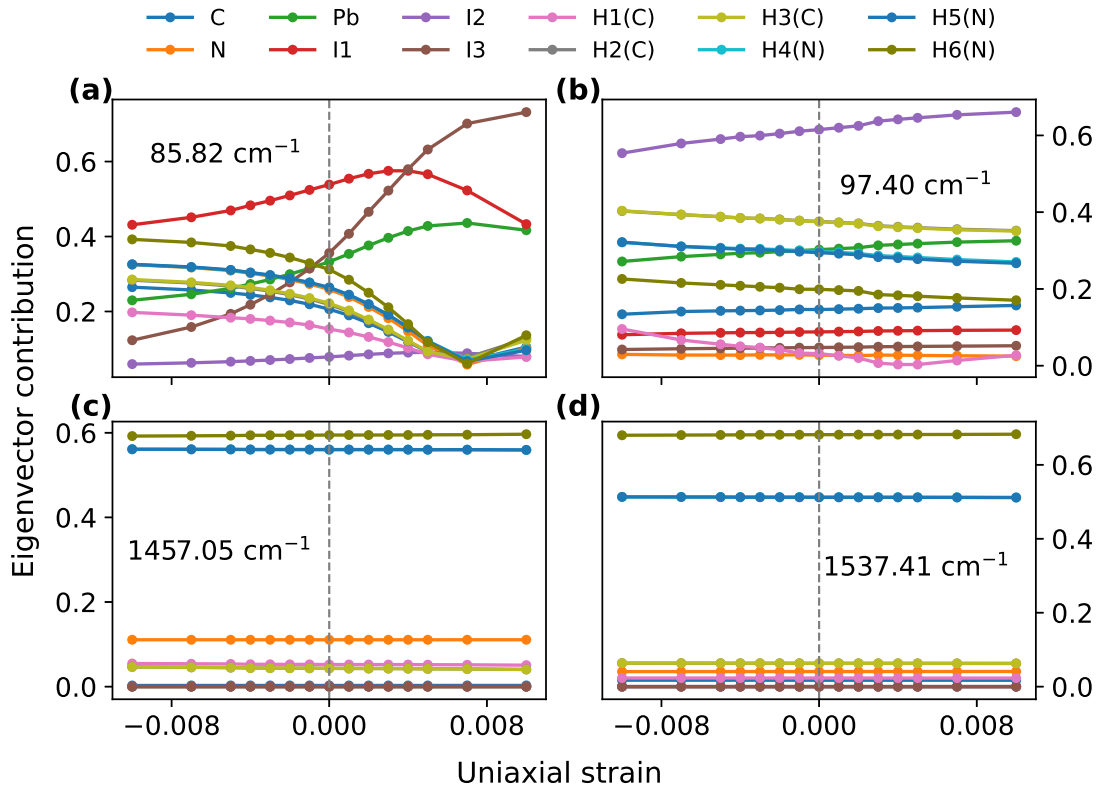 C Pb I2 H1(C) H3(C) H5(N)
N I1 I3 H2(C) H4(N) H6(N)
(a) (b)
0.6
0.4
0.2
85.82 cm⁻¹
97.40 cm⁻¹
0.6
0.4
0.2
0.0
Eigenvector contribution
(c) (d)
0.6
0.4
0.2
0.0
1457.05 cm⁻¹
1537.41 cm⁻¹
0.6
0.4
0.2
0.0
−0.008 0.000 0.008 −0.008 0.000 0.008
Uniaxial strain